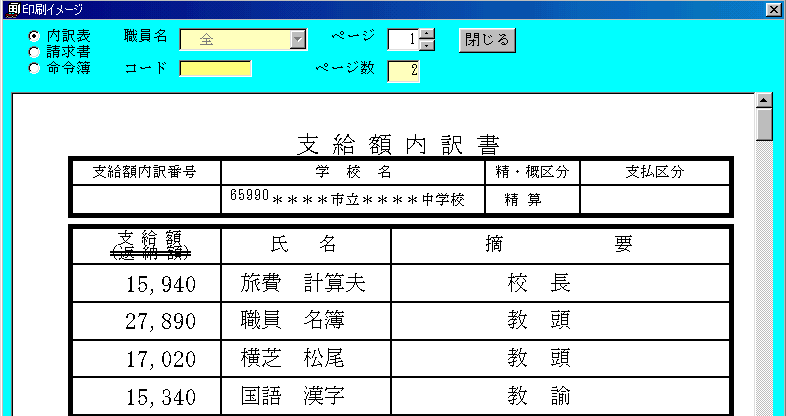 印刷イメージ
内訳表 職員名 全 ページ 1 閉じる
請求書
命令簿 コード ページ数 2
支給額内訳書
支給額内訳番号 学校名 精・概区分 支払区分
65990****市立****中学校 精算
支給額 氏名 摘要
(返納額)
15,940 旅費 計算夫 校長
27,890 職員 名簿 教頭
17,020 横芝 松尾 教頭
15,340 国語 漢字 教諭